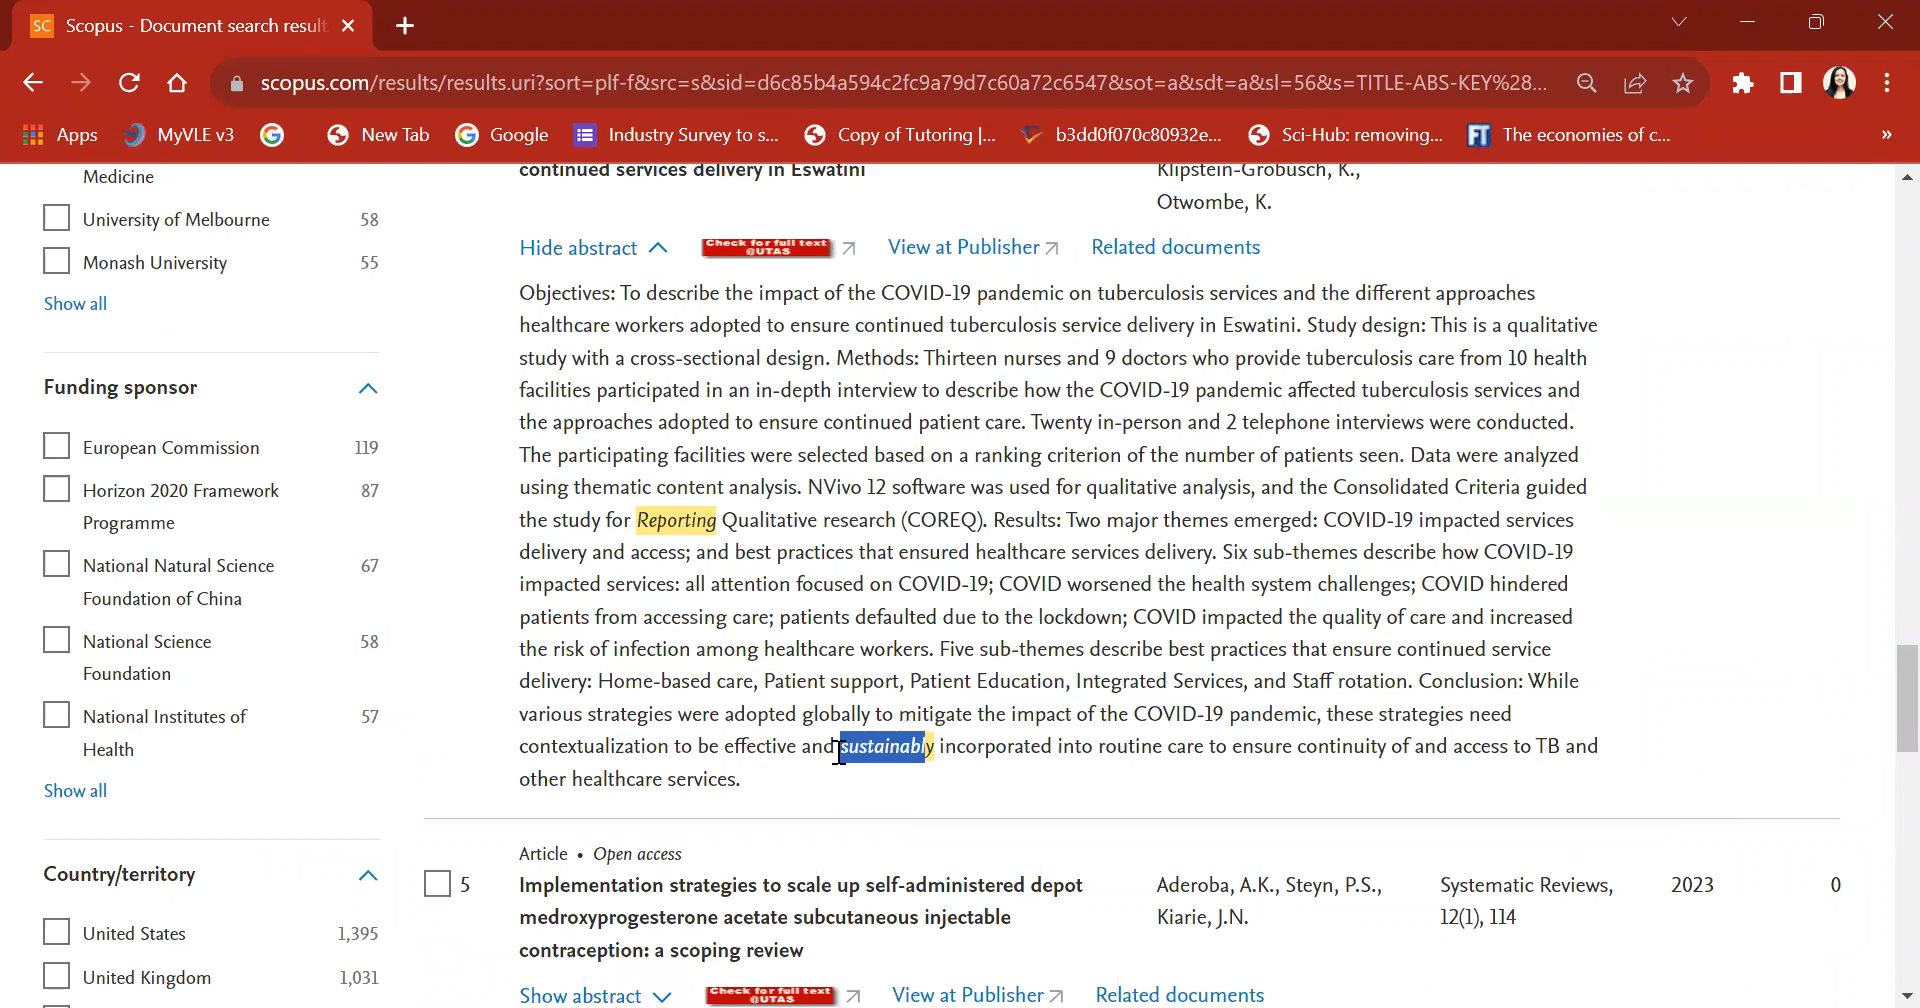 SC Scopus - Document search result
scopus.com/results/results.uri?sort=plf-f&src=s&sid=d6c85b4a594c2fc9a79d7c60a72c6547&sot=a&sdt=a&sl=56&s=TITLE-ABS-KEY%28...
Apps MyVLE v3 New Tab Google Industry Survey to s... Copy of Tutoring |... b3dd0f070c80932e... Sci-Hub: removing... FT The economies of c... »
Medicine
University of Melbourne 58
Monash University 55
Show all
Funding sponsor
European Commission 119
Horizon 2020 Framework 87
Programme
National Natural Science 67
Foundation of China
National Science 58
Foundation
National Institutes of 57
Health
Show all
Country/territory
United States 1,395
United Kingdom 1,031
continued services delivery in Eswatini Klipstein-Grobusch, K.,
Otwombe, K.
Hide abstract Check for full text @UTAS View at Publisher Related documents
Objectives: To describe the impact of the COVID-19 pandemic on tuberculosis services and the different approaches
healthcare workers adopted to ensure continued tuberculosis service delivery in Eswatini. Study design: This is a qualitative
study with a cross-sectional design. Methods: Thirteen nurses and 9 doctors who provide tuberculosis care from 10 health
facilities participated in an in-depth interview to describe how the COVID-19 pandemic affected tuberculosis services and
the approaches adopted to ensure continued patient care. Twenty in-person and 2 telephone interviews were conducted.
The participating facilities were selected based on a ranking criterion of the number of patients seen. Data were analyzed
using thematic content analysis. NVivo 12 software was used for qualitative analysis, and the Consolidated Criteria guided
the study for Reporting Qualitative research (COREQ). Results: Two major themes emerged: COVID-19 impacted services
delivery and access; and best practices that ensured healthcare services delivery. Six sub-themes describe how COVID-19
impacted services: all attention focused on COVID-19; COVID worsened the health system challenges; COVID hindered
patients from accessing care; patients defaulted due to the lockdown; COVID impacted the quality of care and increased
the risk of infection among healthcare workers. Five sub-themes describe best practices that ensure continued service
delivery: Home-based care, Patient support, Patient Education, Integrated Services, and Staff rotation. Conclusion: While
various strategies were adopted globally to mitigate the impact of the COVID-19 pandemic, these strategies need
contextualization to be effective and sustainably incorporated into routine care to ensure continuity of and access to TB and
other healthcare services.
Article • Open access
5 Implementation strategies to scale up self-administered depot Aderoba, A.K., Steyn, P.S., Systematic Reviews, 2023 0
medroxyprogesterone acetate subcutaneous injectable Kiarie, J.N. 12(1), 114
contraception: a scoping review
Show abstract Check for full text @UTAS View at Publisher Related documents